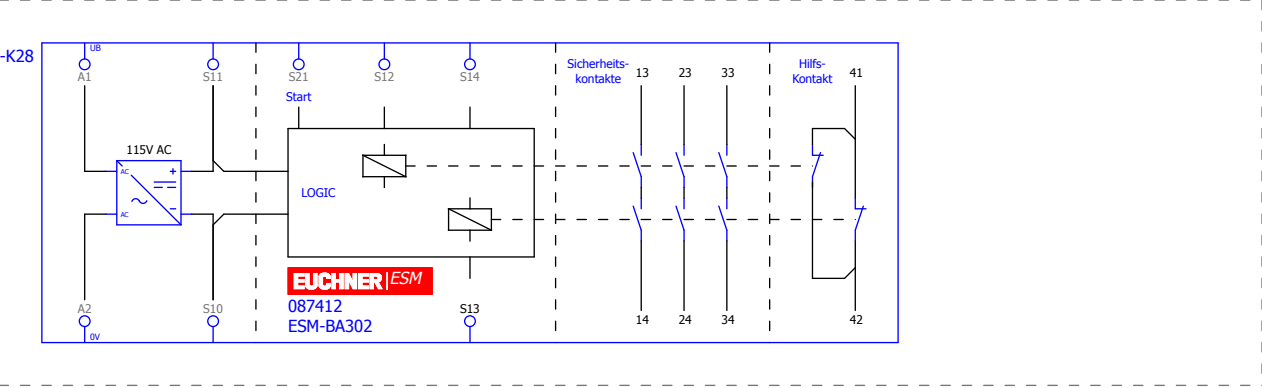 -K28
UB
A1
S11
S21
S12
S14
Start
Sicherheits-
kontakte
13
23
33
Hilfs-
Kontakt
41
115V AC
AC
+
AC
−
LOGIC
EUCHNER|ESM
087412
ESM-BA302
A2
0V
S10
S13
14
24
34
42